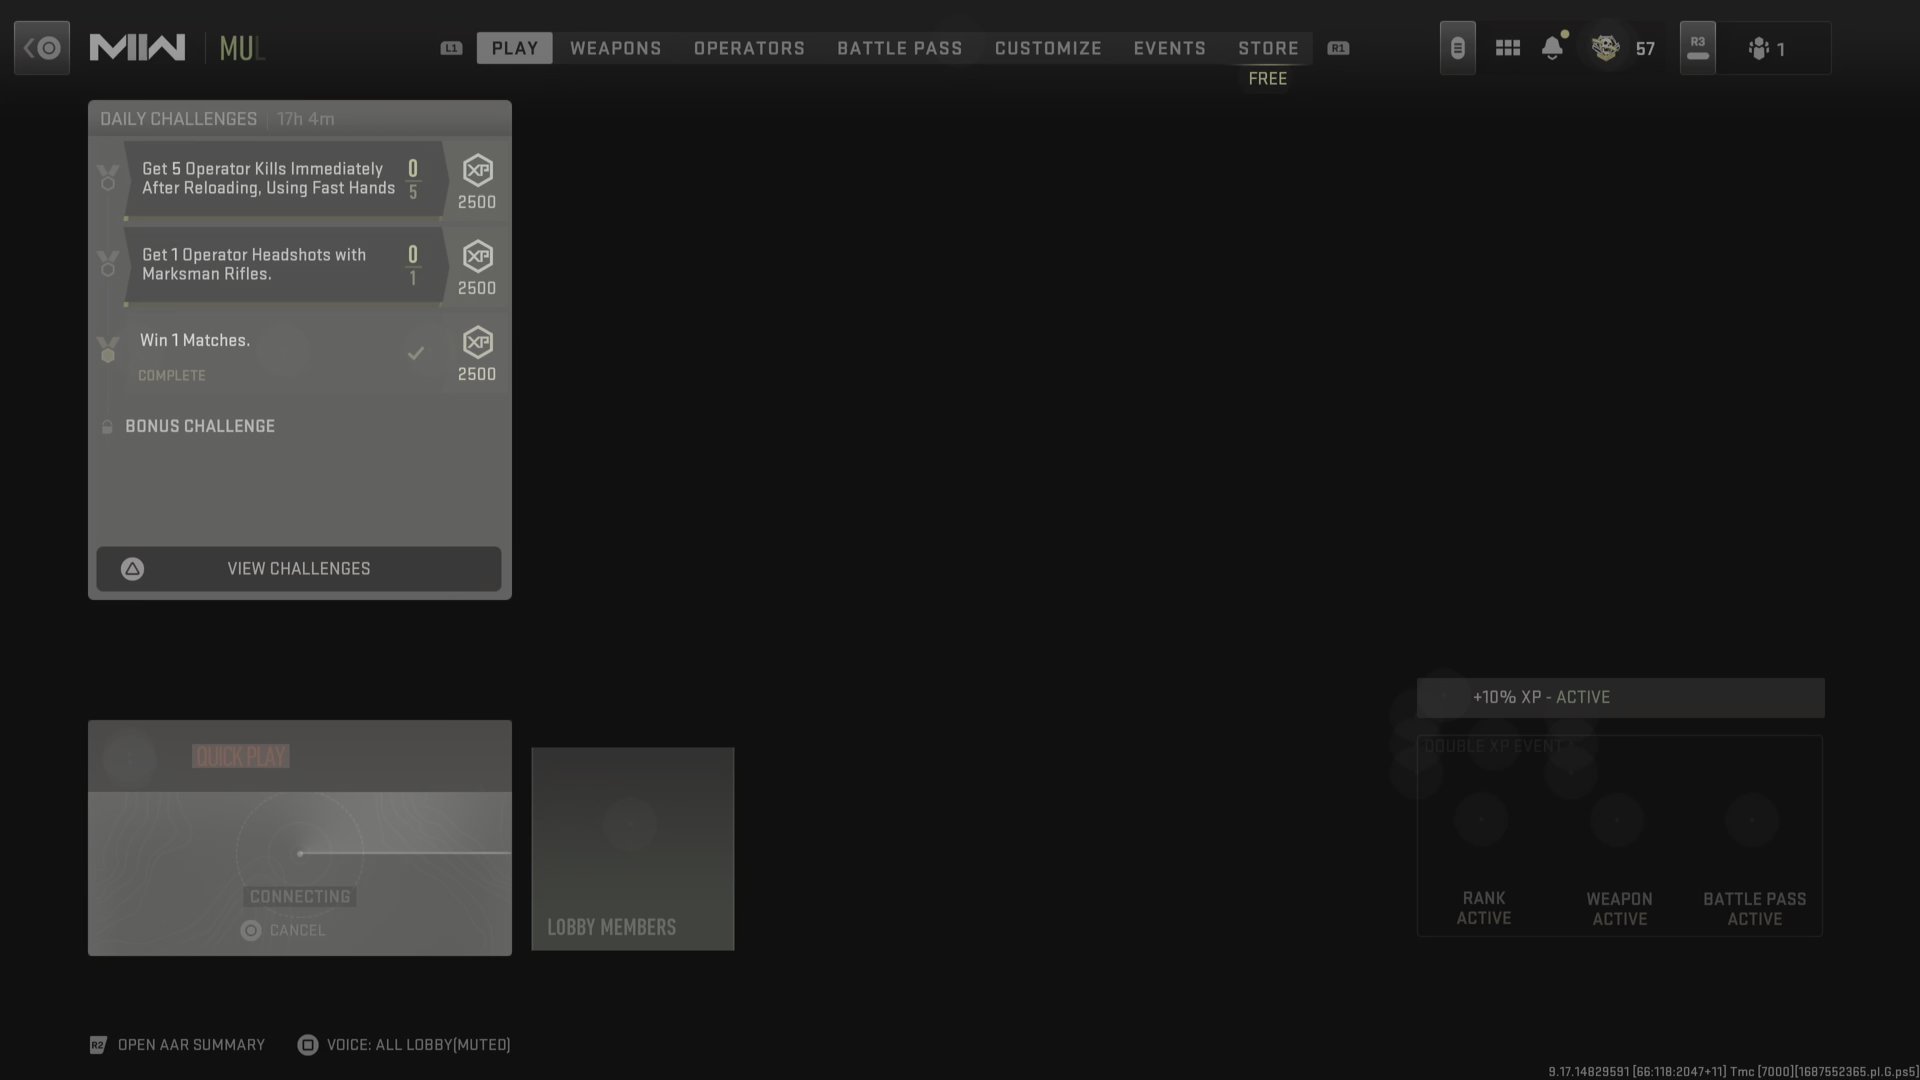 MW MUL
L1 PLAY WEAPONS OPERATORS BATTLE PASS CUSTOMIZE EVENTS STORE R1
FREE
57
R3
1
DAILY CHALLENGES 17h 4m
Get 5 Operator Kills Immediately
After Reloading, Using Fast Hands
0
5
XP
2500
Get 1 Operator Headshots with
Marksman Rifles.
0
1
XP
2500
Win 1 Matches.
COMPLETE
XP
2500
BONUS CHALLENGE
VIEW CHALLENGES
+10% XP - ACTIVE
DOUBLE XP EVENT
RANK
ACTIVE
WEAPON
ACTIVE
BATTLE PASS
ACTIVE
QUICK PLAY
CONNECTING
CANCEL
LOBBY MEMBERS
R2 OPEN AAR SUMMARY
VOICE: ALL LOBBY(MUTED)
9.17.14829591 [66:118:2047+11] Tmc [7000][1687552365.pl.G.ps5]